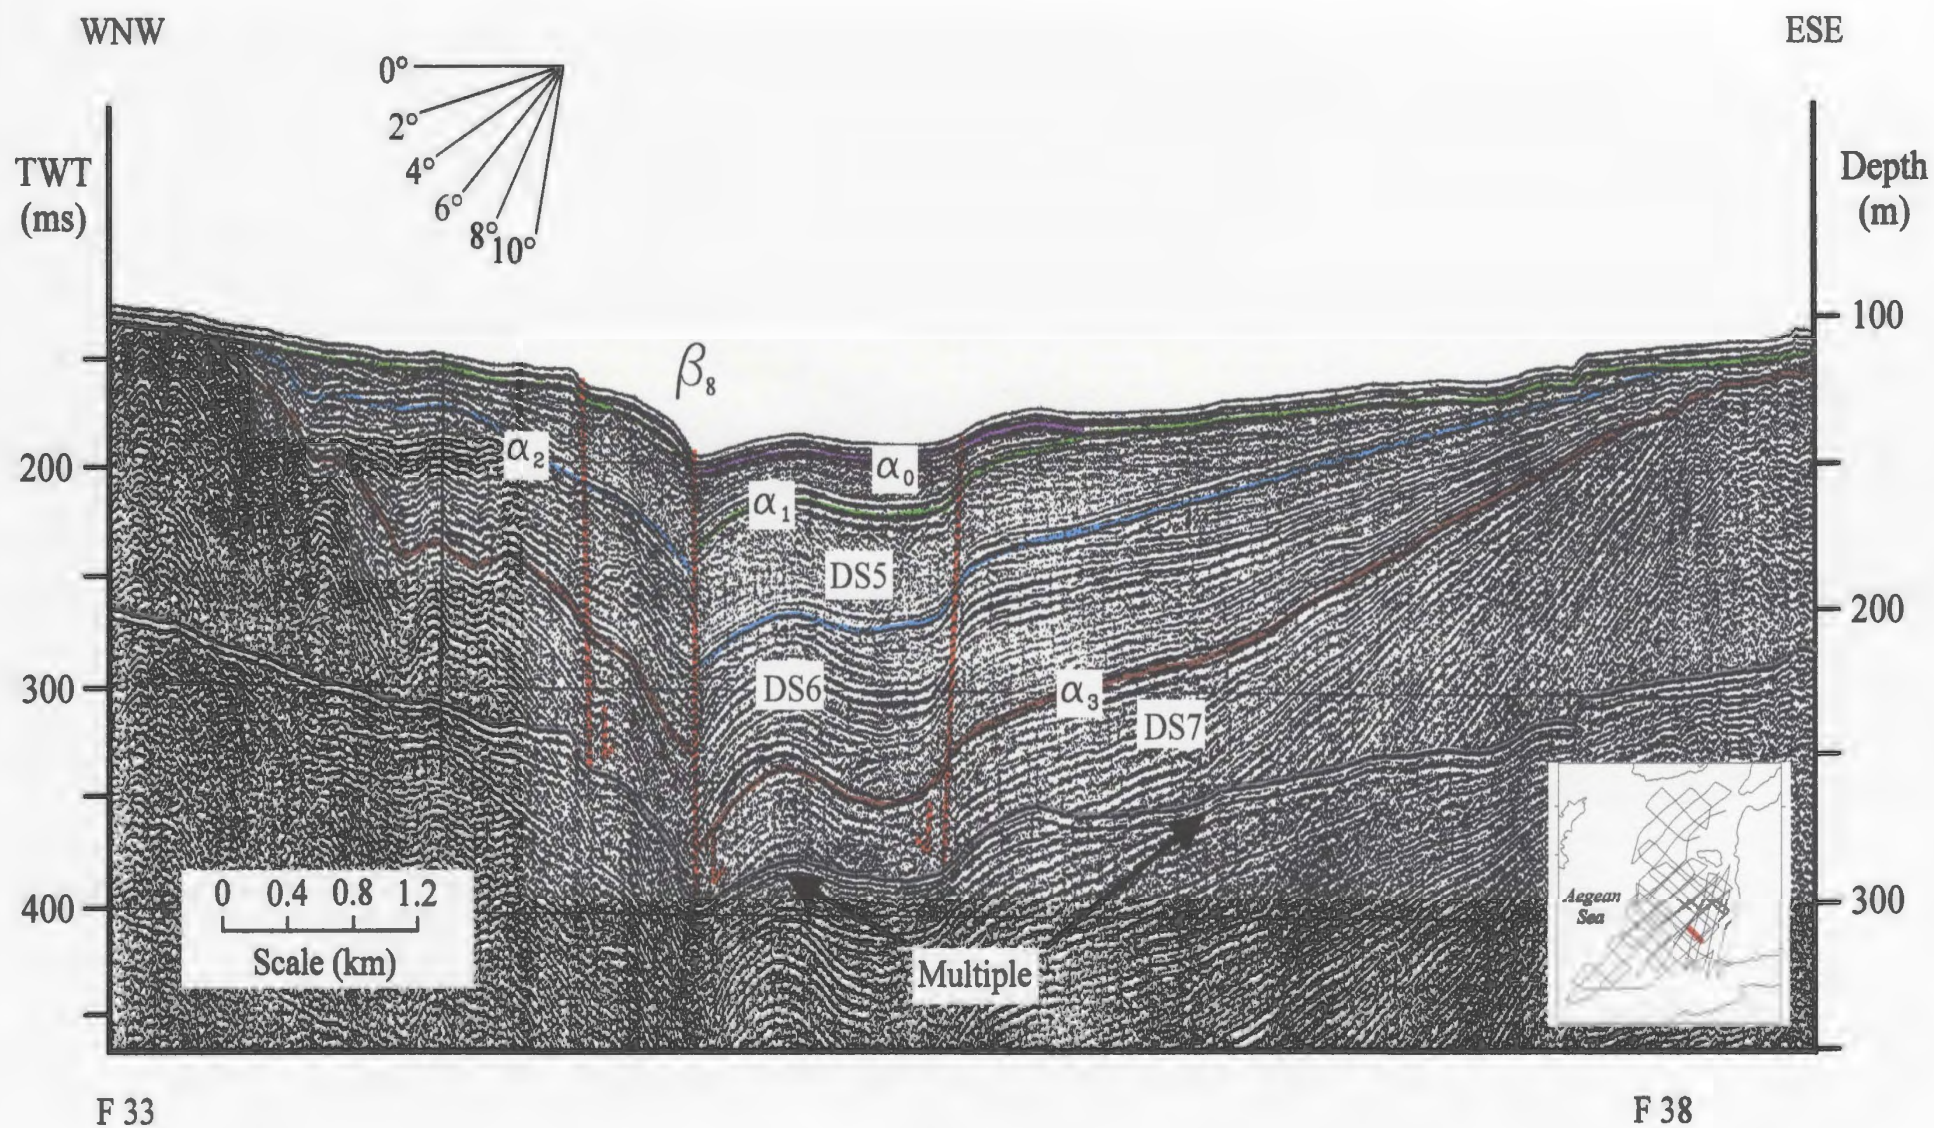 WNW
ESE
0°
2°
4°
6°
8°
10°
TWT
(ms)
Depth
(m)
100
β₈
α₂
200
α₀
α₁
DS5
200
300
DS6
α₃
DS7
0 0.4 0.8 1.2
Scale (km)
400
300
Aegean
Sea
Multiple
F 33
F 38